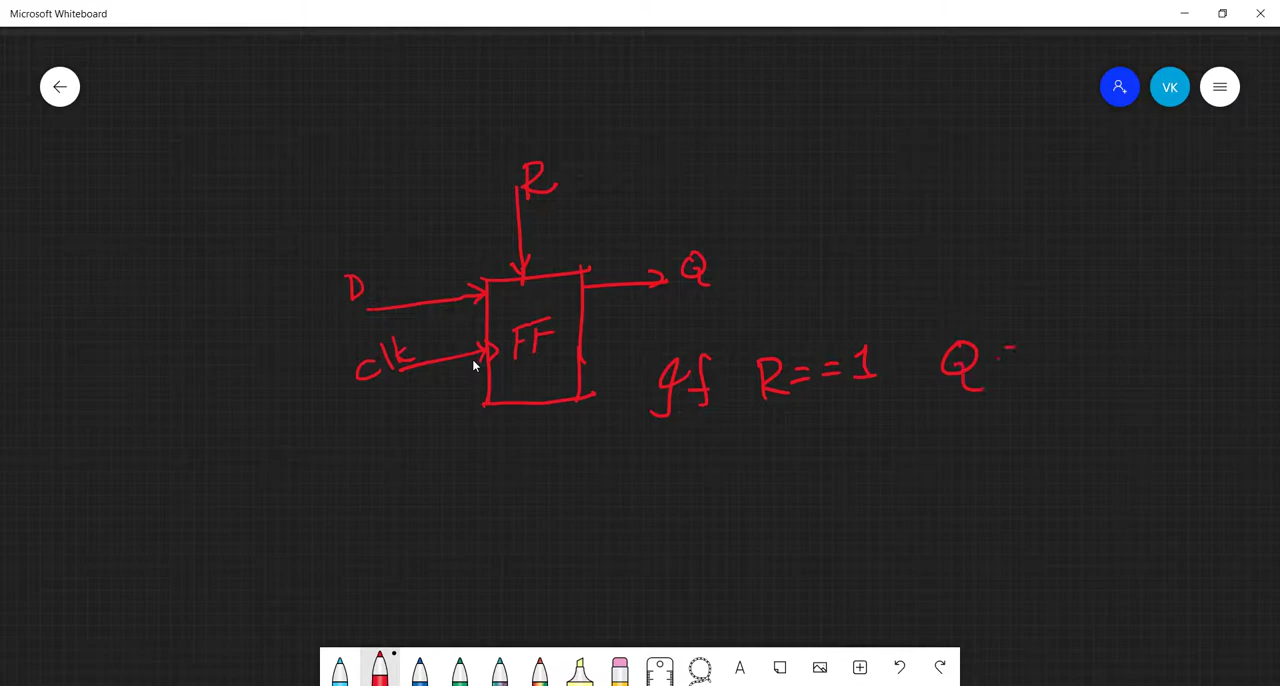 Microsoft Whiteboard
VK
R
D
Q
Clk
FF
If R==1 Q =
A